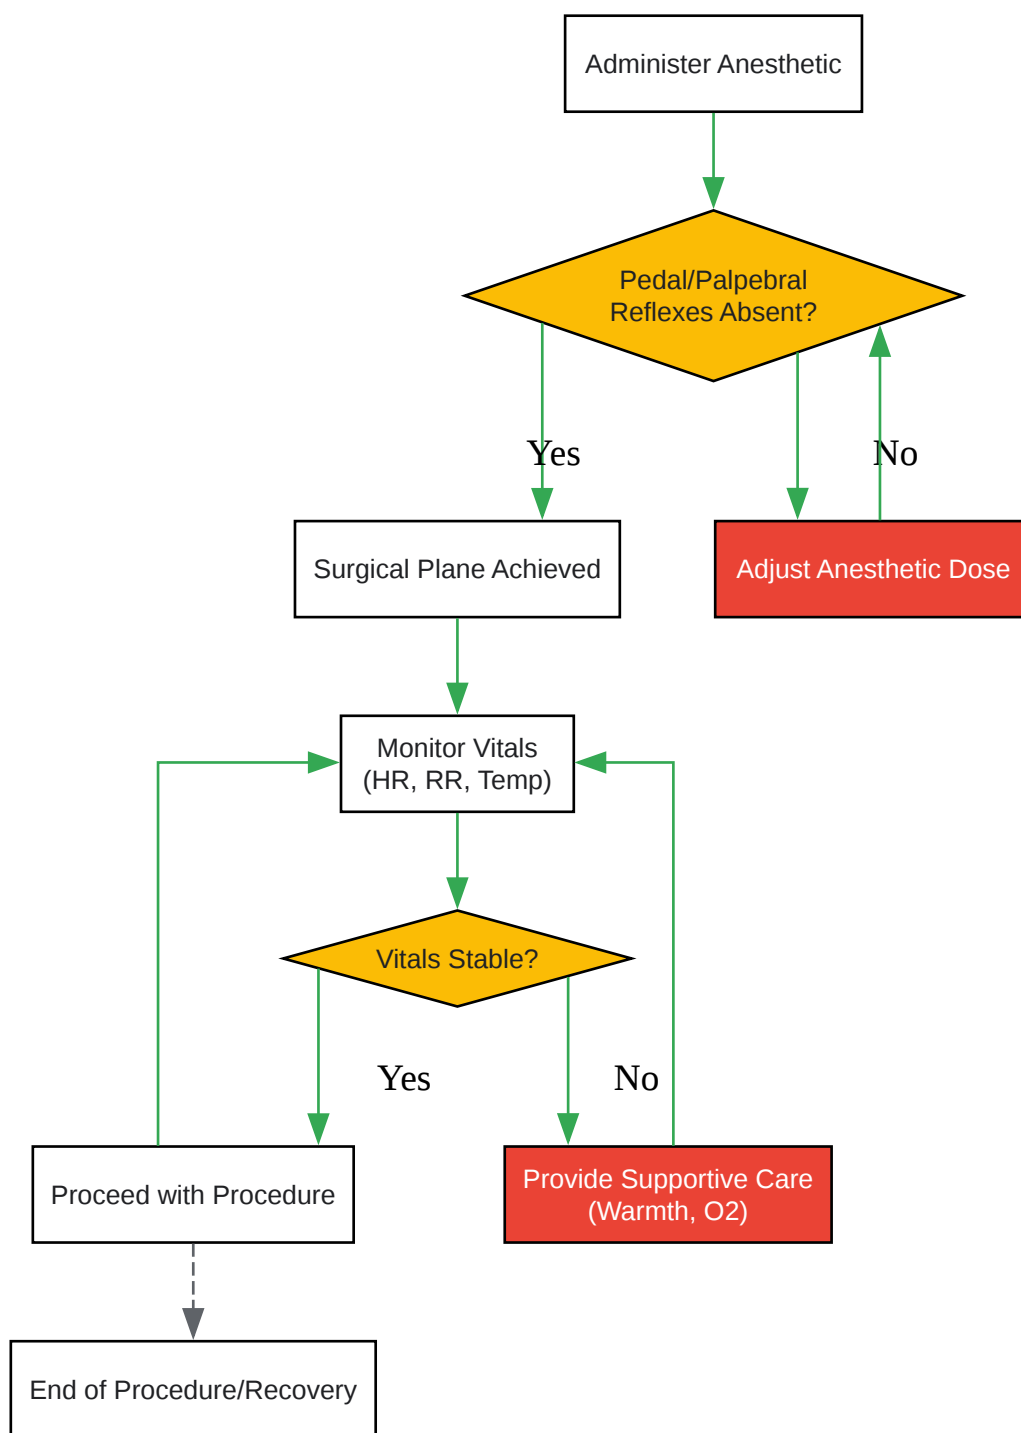 Administer Anesthetic
Pedal/Palpebral
Reflexes Absent?
Yes
No
Surgical Plane Achieved
Adjust Anesthetic Dose
Monitor Vitals
(HR, RR, Temp)
Vitals Stable?
Yes
No
Proceed with Procedure
Provide Supportive Care
(Warmth, O2)
End of Procedure/Recovery